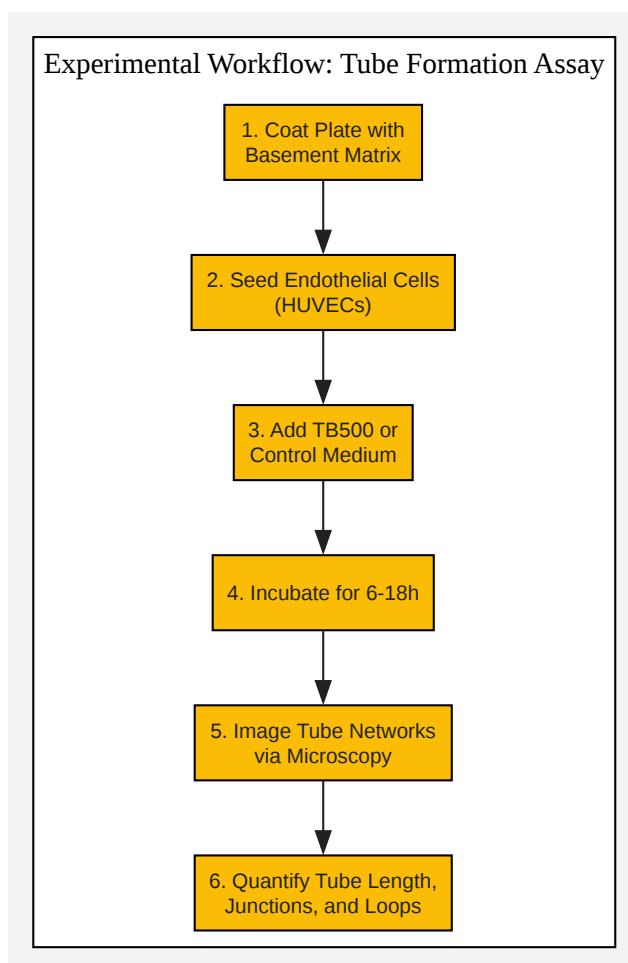 Experimental Workflow: Tube Formation Assay
1. Coat Plate with
Basement Matrix
2. Seed Endothelial Cells
(HUVECs)
3. Add TB500 or
Control Medium
4. Incubate for 6-18h
5. Image Tube Networks
via Microscopy
6. Quantify Tube Length,
Junctions, and Loops